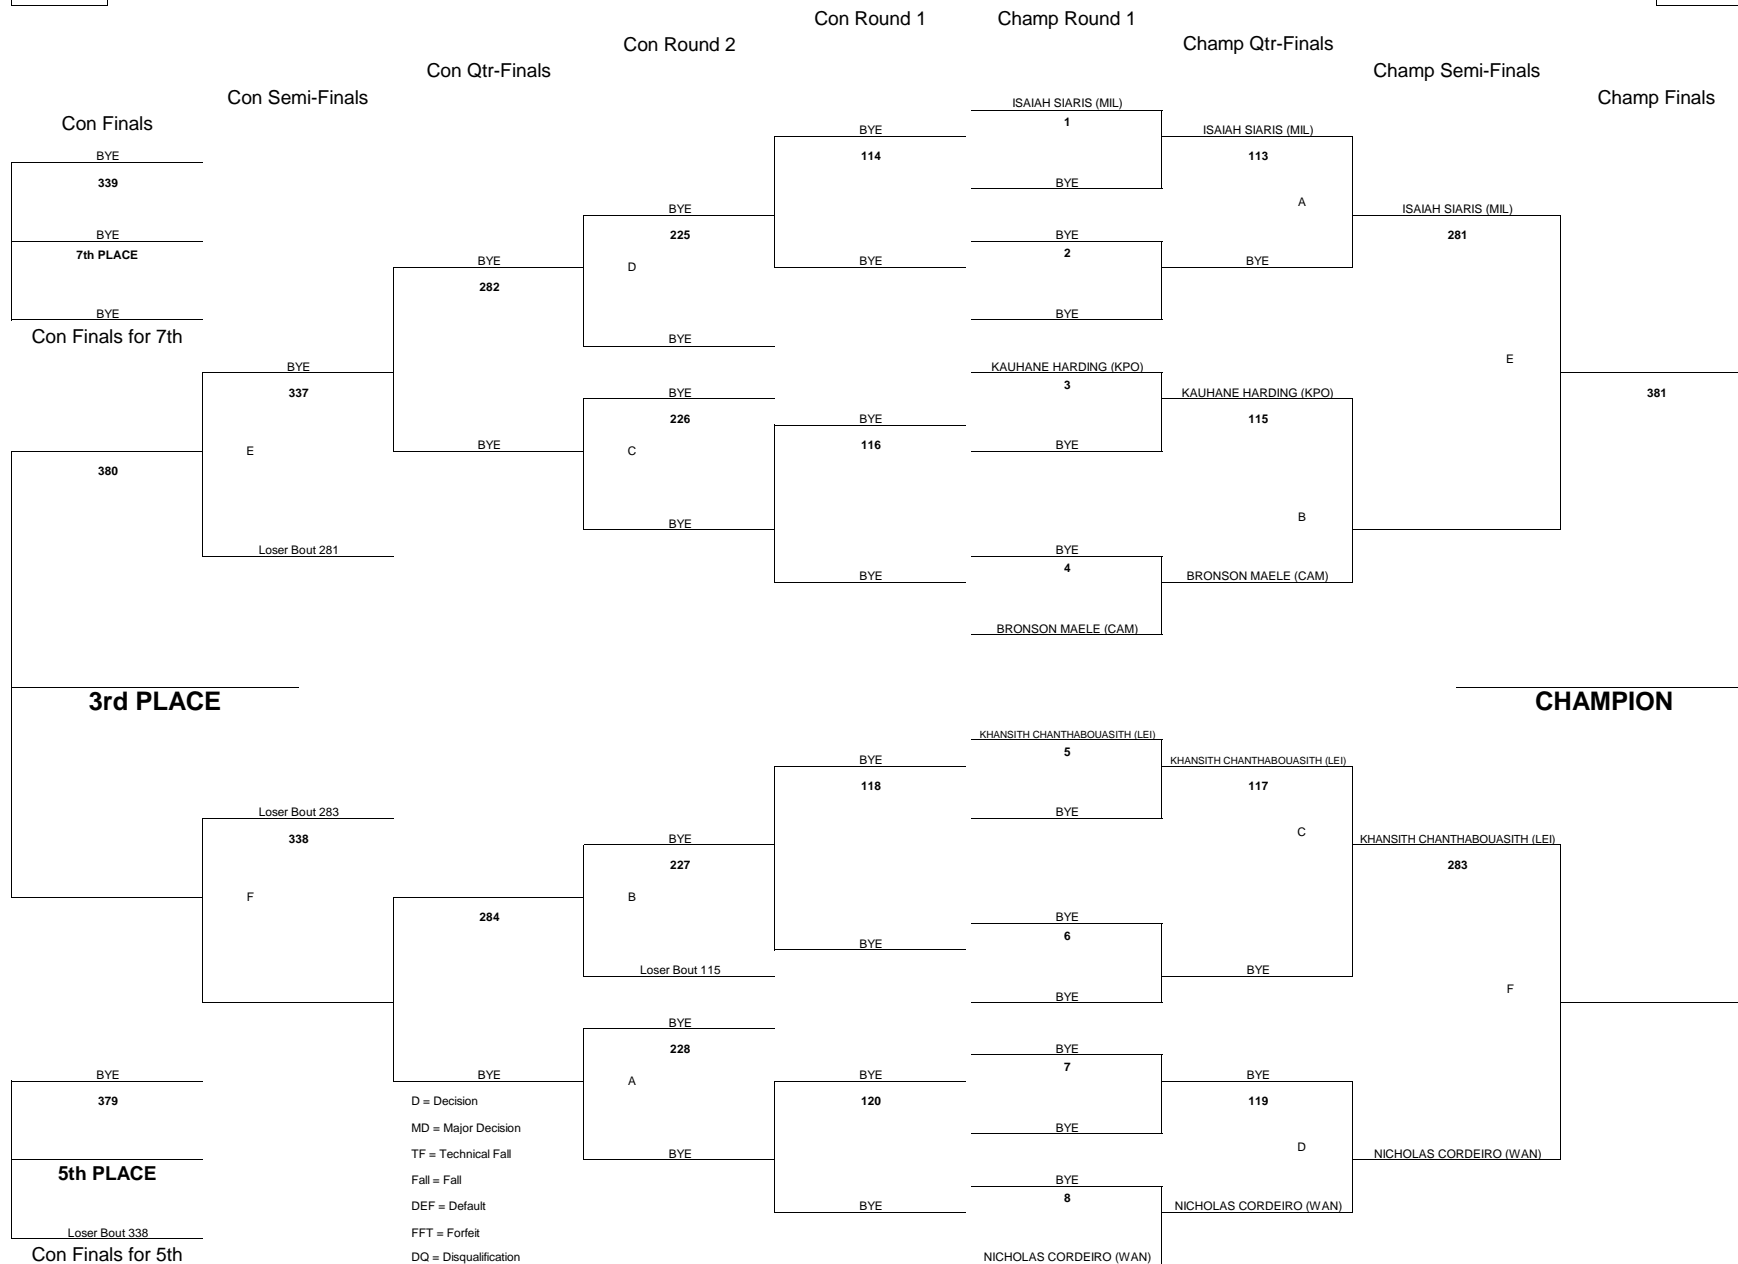 Con Round 1
Champ Round 1
Con Round 2
Champ Qtr-Finals
Con Qtr-Finals
Champ Semi-Finals
Con Semi-Finals
Champ Finals
Con Finals
ISAIAH SIARIS (MIL)
1
BYE
ISAIAH SIARIS (MIL)
BYE
114
113
339
BYE
A
BYE
ISAIAH SIARIS (MIL)
BYE
BYE
225
281
7th PLACE
2
BYE
D
BYE
BYE
282
BYE
BYE
Con Finals for 7th
BYE
E
BYE
KAUHANE HARDING (KPO)
3
337
BYE
KAUHANE HARDING (KPO)
381
226
BYE
115
BYE
116
BYE
E
C
380
B
BYE
Loser Bout 281
BYE
4
BYE
BRONSON MAELE (CAM)
BRONSON MAELE (CAM)
3rd PLACE
CHAMPION
KHANSITH CHANTHABOUASITH (LEI)
5
BYE
KHANSITH CHANTHABOUASITH (LEI)
118
117
Loser Bout 283
BYE
338
BYE
C
KHANSITH CHANTHABOUASITH (LEI)
227
283
F
B
284
BYE
6
BYE
Loser Bout 115
BYE
F
BYE
BYE
228
BYE
7
BYE
BYE
A
BYE
BYE
379
D = Decision
120
119
MD = Major Decision
BYE
TF = Technical Fall
BYE
D
NICHOLAS CORDEIRO (WAN)
5th PLACE
Fall = Fall
BYE
8
DEF = Default
BYE
NICHOLAS CORDEIRO (WAN)
Loser Bout 338
FFT = Forfeit
Con Finals for 5th
DQ = Disqualification
NICHOLAS CORDEIRO (WAN)